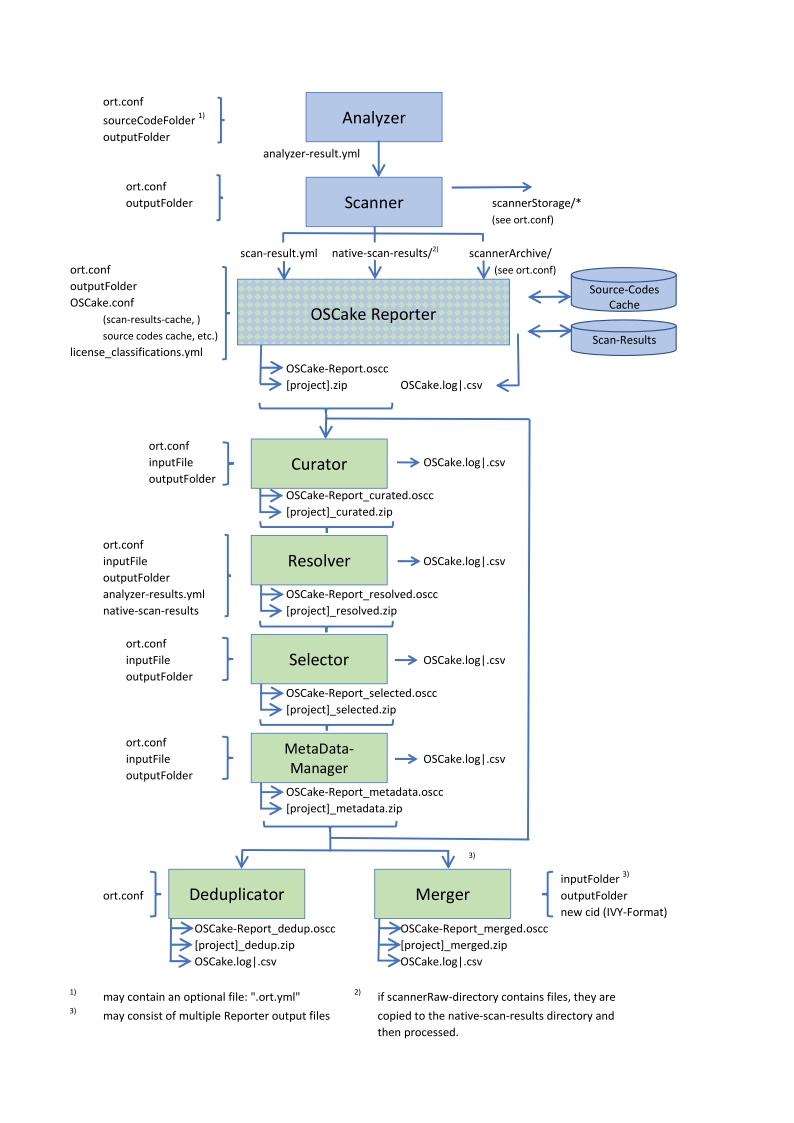 ort.conf
sourceCodeFolder 1)
outputFolder
Analyzer
analyzer-result.yml
ort.conf
outputFolder
Scanner
scannerStorage/*
(see ort.conf)
scan-result.yml
native-scan-results/2)
scannerArchive/
(see ort.conf)
ort.conf
outputFolder
OSCake.conf
(scan-results-cache, )
source codes cache, etc.)
license_classifications.yml
OSCake Reporter
Source-Codes
Cache
Scan-Results
OSCake-Report.oscc
[project].zip
OSCake.log|.csv
ort.conf
inputFile
outputFolder
Curator
OSCake.log|.csv
OSCake-Report_curated.oscc
[project]_curated.zip
ort.conf
inputFile
outputFolder
analyzer-results.yml
native-scan-results
Resolver
OSCake.log|.csv
OSCake-Report_resolved.oscc
[project]_resolved.zip
ort.conf
inputFile
outputFolder
Selector
OSCake.log|.csv
OSCake-Report_selected.oscc
[project]_selected.zip
ort.conf
inputFile
outputFolder
MetaData-
Manager
OSCake.log|.csv
OSCake-Report_metadata.oscc
[project]_metadata.zip
3)
ort.conf
Deduplicator
Merger
inputFolder 3)
outputFolder
new cid (IVY-Format)
OSCake-Report_dedup.oscc
[project]_dedup.zip
OSCake.log|.csv
OSCake-Report_merged.oscc
[project]_merged.zip
OSCake.log|.csv
1) may contain an optional file: ".ort.yml"
3) may consist of multiple Reporter output files
2) if scannerRaw-directory contains files, they are
copied to the native-scan-results directory and
then processed.